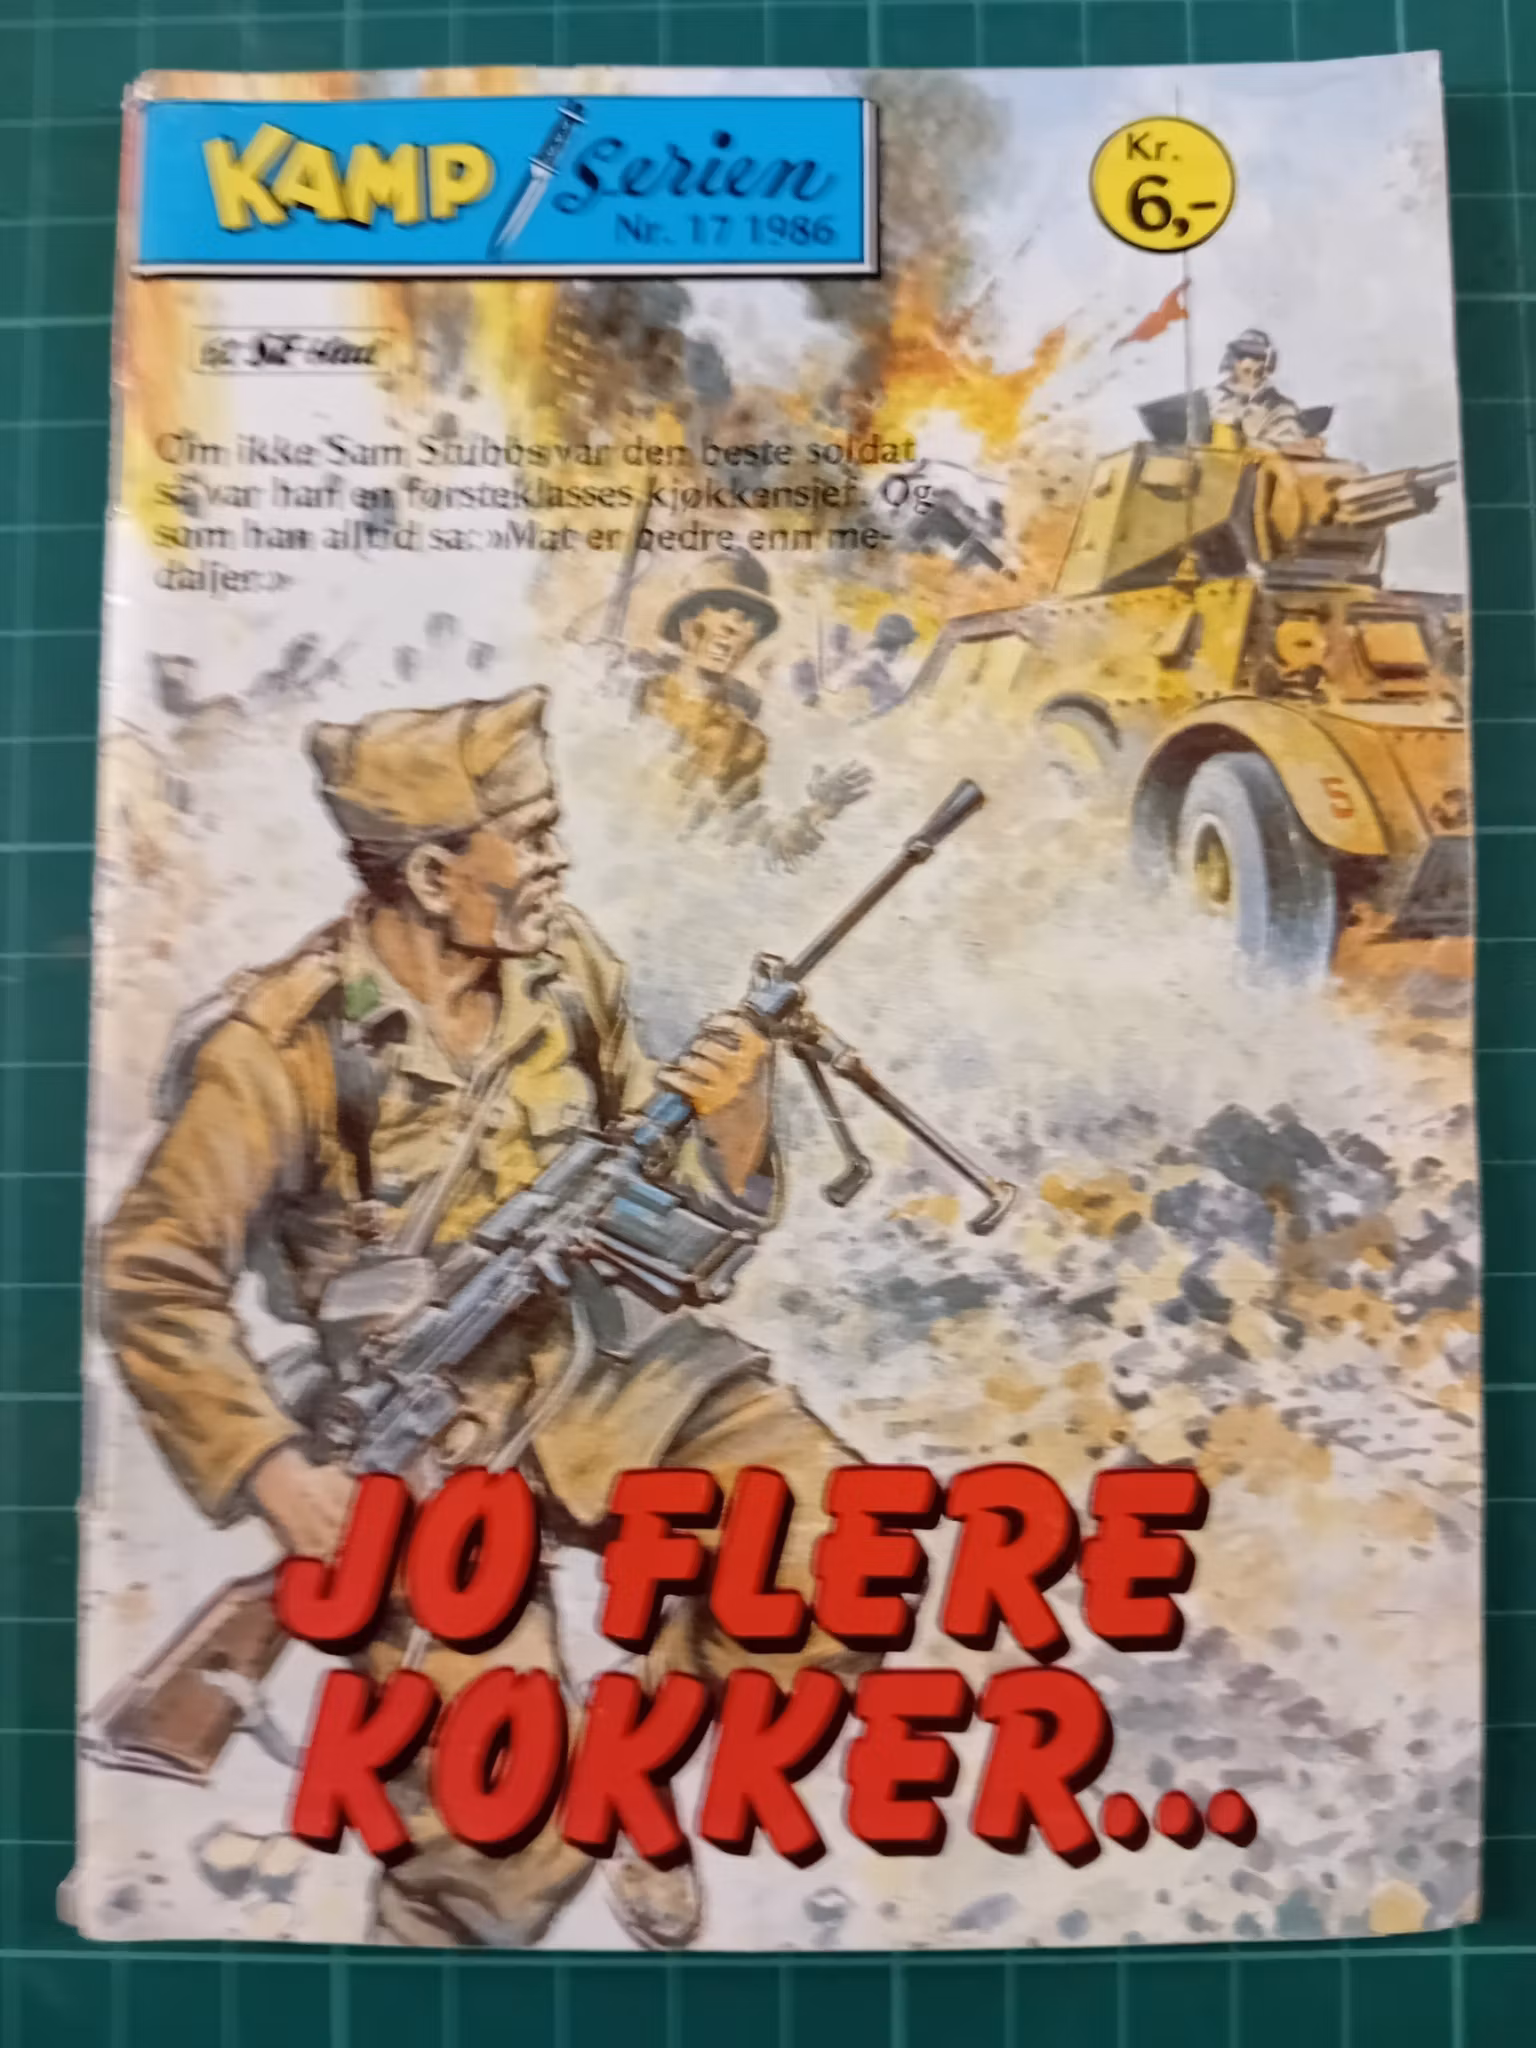 KAMP Serien
Nr. 17 1986
Kr.
6,-
Om ikke Sam Stubbs var den beste soldat,
så var han en førsteklasses kjøkkensjef. Og
som han alltid sa: »Mat er bedre enn me-
daljer.»
5
JO FLERE
KOKKER...